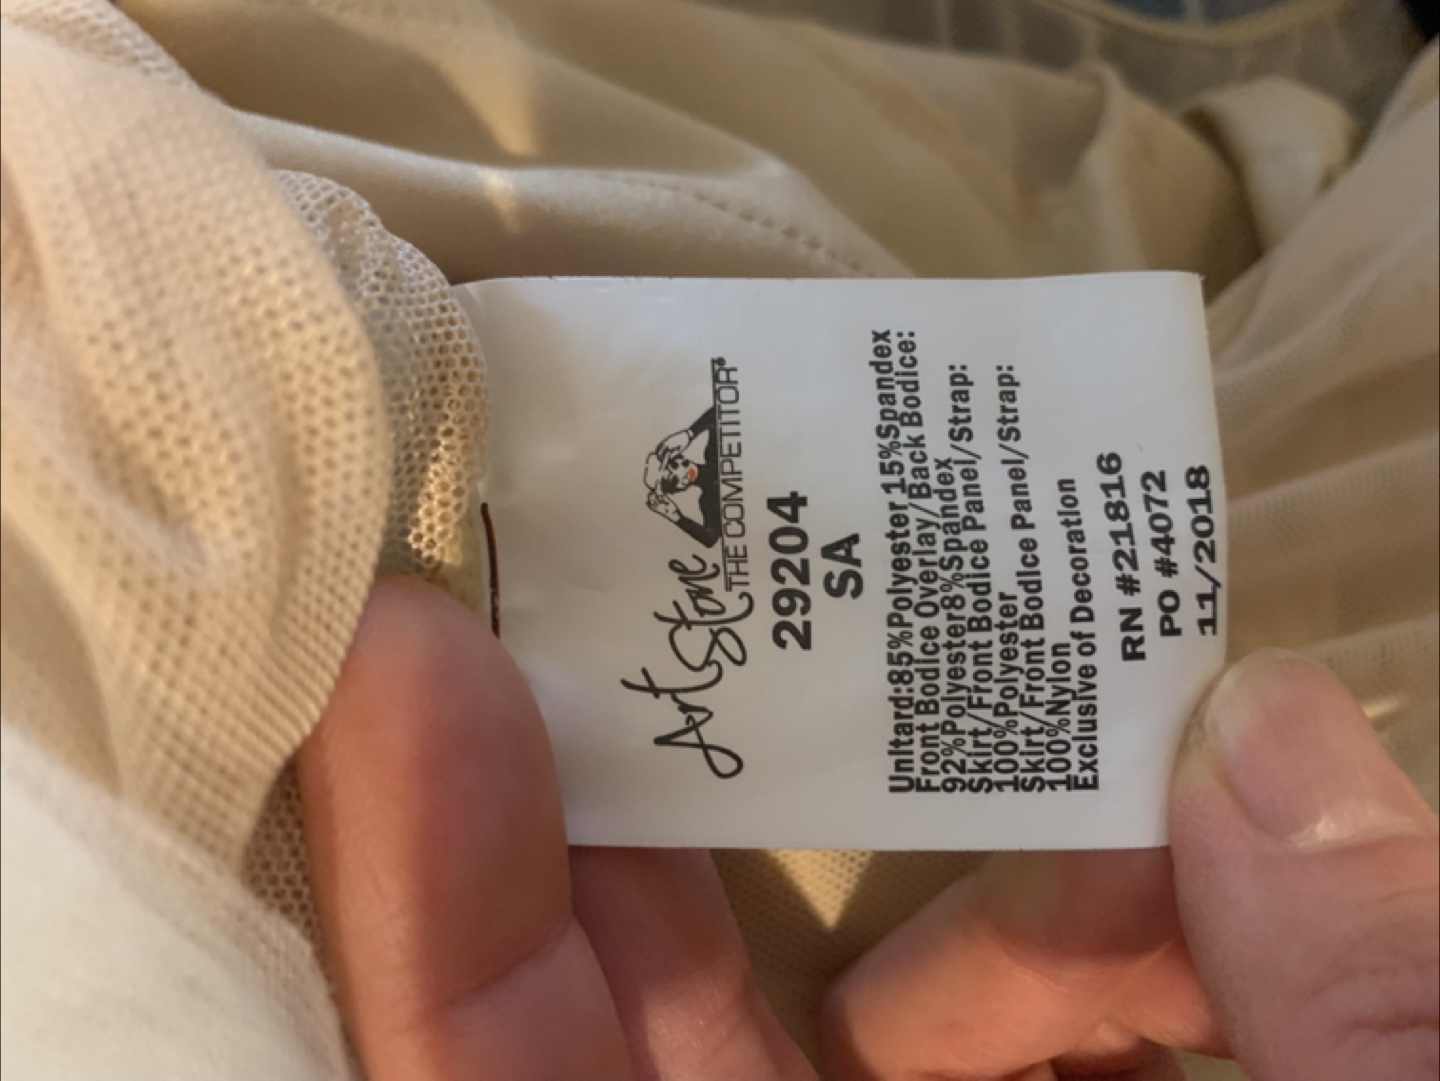 Art Stone
THE COMPETITOR®
29204
SA
Unitard:85%Polyester 15%Spandex
Front Bodice Overlay/Back Bodice:
92%Polyester8%Spandex
Skirt/Front Bodice Panel/Strap:
100%Polyester
Skirt/Front Bodice Panel/Strap:
100%Nylon
Exclusive of Decoration
RN #21816
PO #4072
11/2018